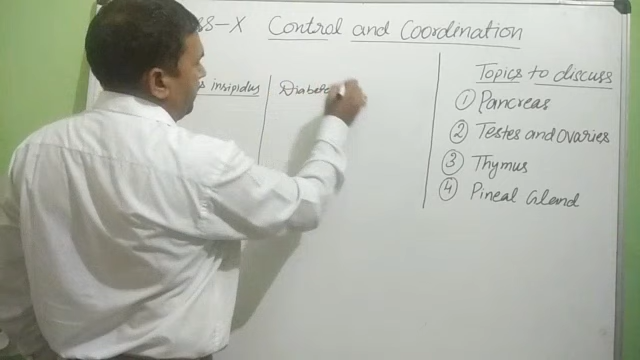 SS-X Control and Coordination
s insipidus
Diabete
Topics to discuss
① Pancreas
② Testes and Ovaries
③ Thymus
④ Pineal Gland